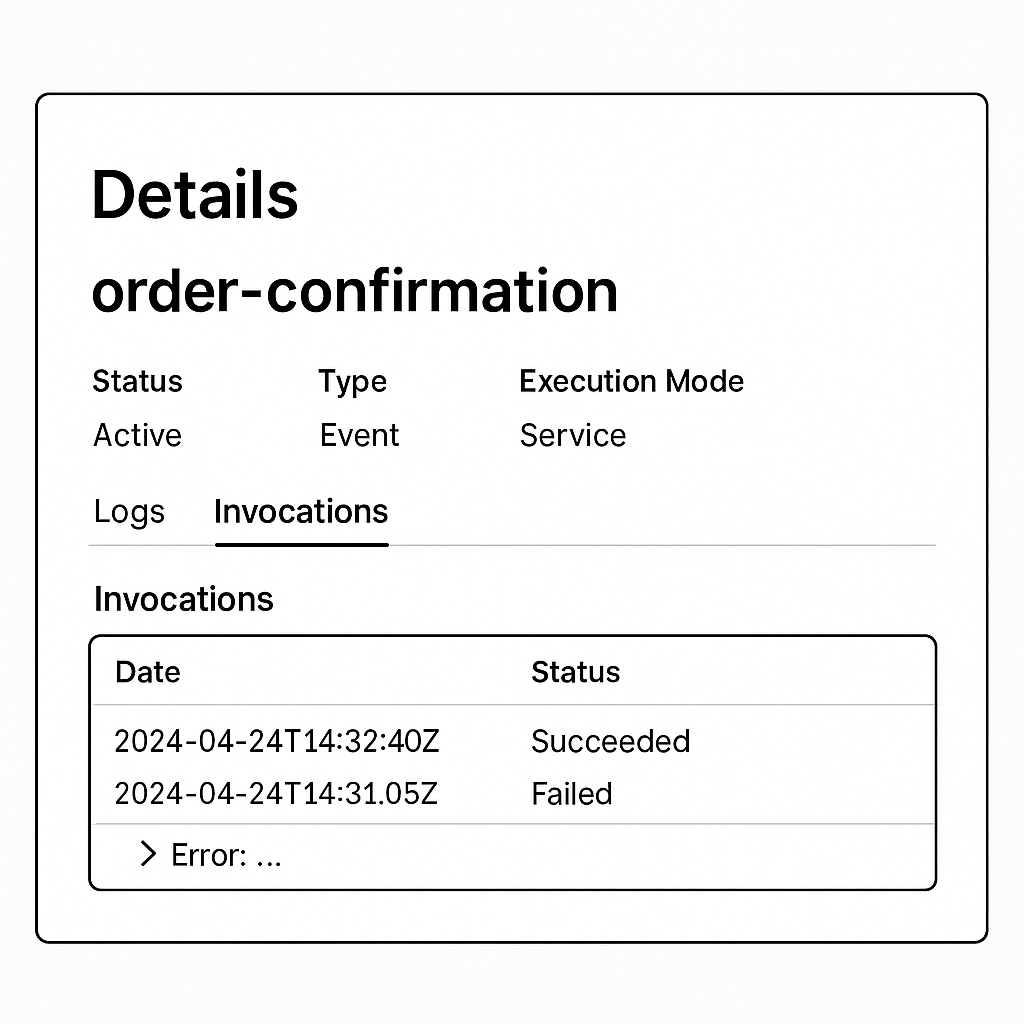 Details
order-confirmation
Status Type Execution Mode
Active Event Service
Logs Invocations
Invocations
Date Status
2024-04-24T14:32:40Z Succeeded
2024-04-24T14:31.05Z Failed
Error: ...